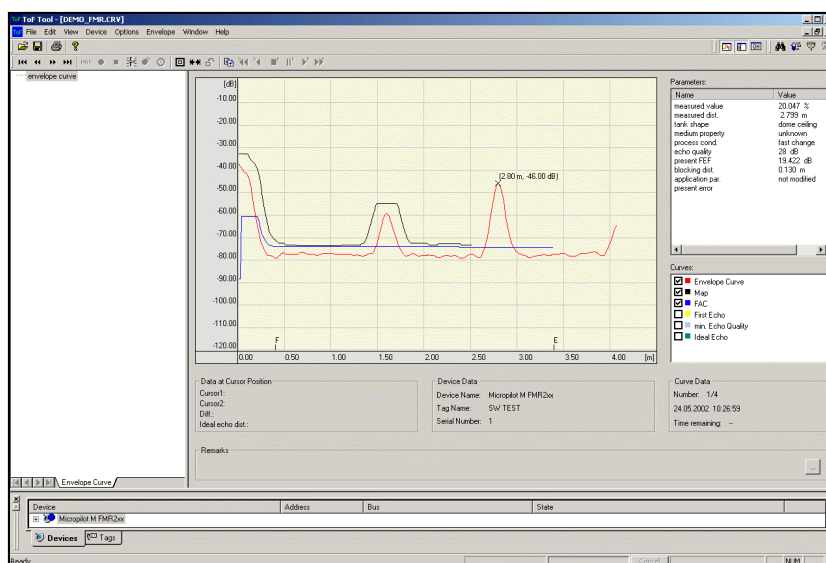 ToF Tool - [DEMO_FMR.CRV]
File Edit View Device Options Envelope Window Help
envelope curve
[dB]
-10.00
-20.00
-30.00
-40.00
-50.00
-60.00
-70.00
-80.00
-90.00
-100.00
-110.00
-120.00
(2.80 m, -46.00 dB)
F
E
0.00 0.50 1.00 1.50 2.00 2.50 3.00 3.50 4.00 [m]
Parameters:
Name Value
measured value 20.047 %
measured dist. 2.799 m
tank shape dome ceiling
medium property unknown
process cond. fast change
echo quality 28 dB
present FEF 19.422 dB
blocking dist. 0.130 m
application par. not modified
present error
Curves:
Envelope Curve
Map
FAC
First Echo
min. Echo Quality
Ideal Echo
Data at Cursor Position
Cursor1:
Cursor2:
Diff.:
Ideal echo dist.:
Device Data
Device Name: Micropilot M FMR2xx
Tag Name: SW TEST
Serial Number: 1
Curve Data
Number: 1/4
24.05.2002 10:26:59
Time remaining: --
Remarks
...
Envelope Curve
Device Address Bus State
Micropilot M FMR2xx
Devices Tags
Ready
Cancel
NUM